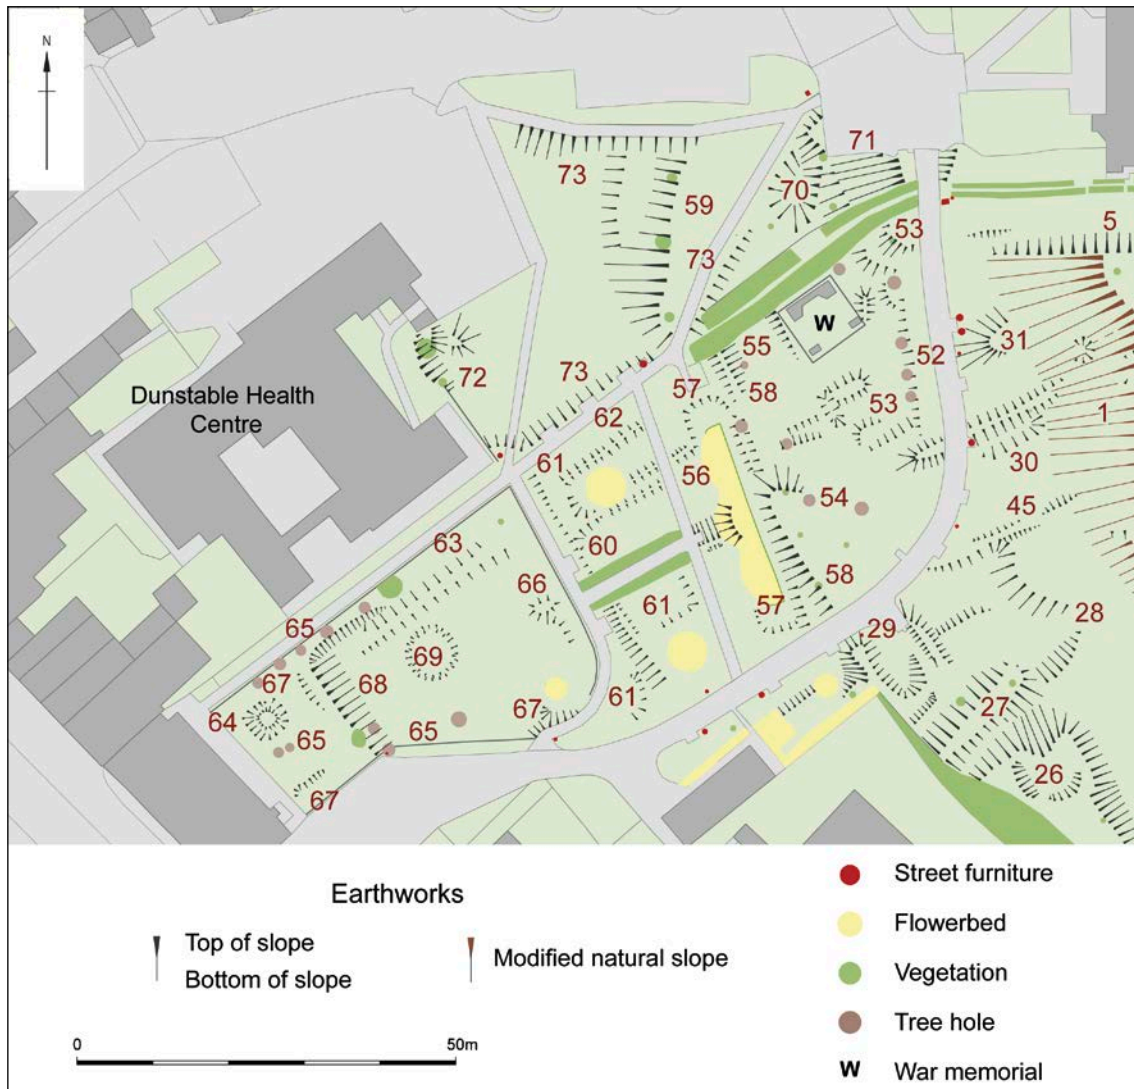 N
71
73
70
59
53
5
73
W
31
55
52
72
73
57
58
1
62
53
61
56
30
54
45
63
60
66
58
28
61
57
29
65
69
67
68
27
61
64
67
65
26
67
Dunstable Health
Centre
Earthworks
Top of slope
Bottom of slope
Modified natural slope
0
50m
Street furniture
Flowerbed
Vegetation
Tree hole
W
War memorial